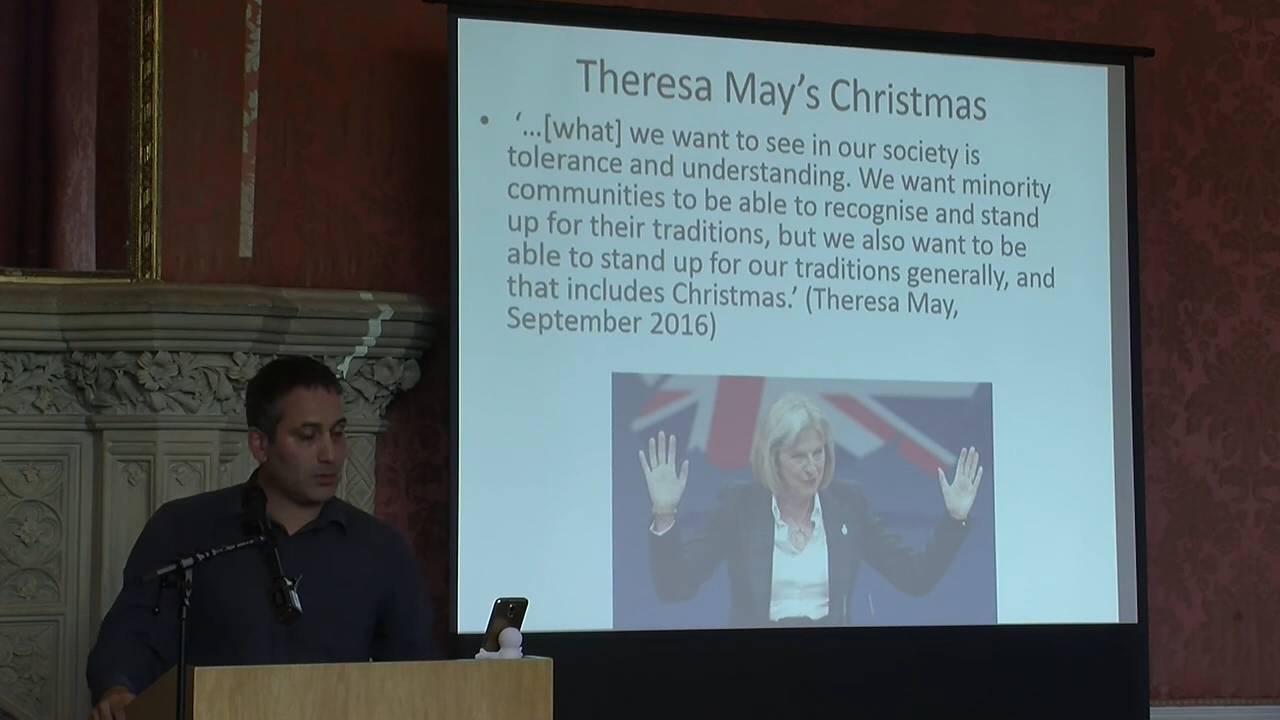 Theresa May's Christmas
• ‘...[what] we want to see in our society is
tolerance and understanding. We want minority
communities to be able to recognise and stand
up for their traditions, but we also want to be
able to stand up for our traditions generally, and
that includes Christmas.’ (Theresa May,
September 2016)